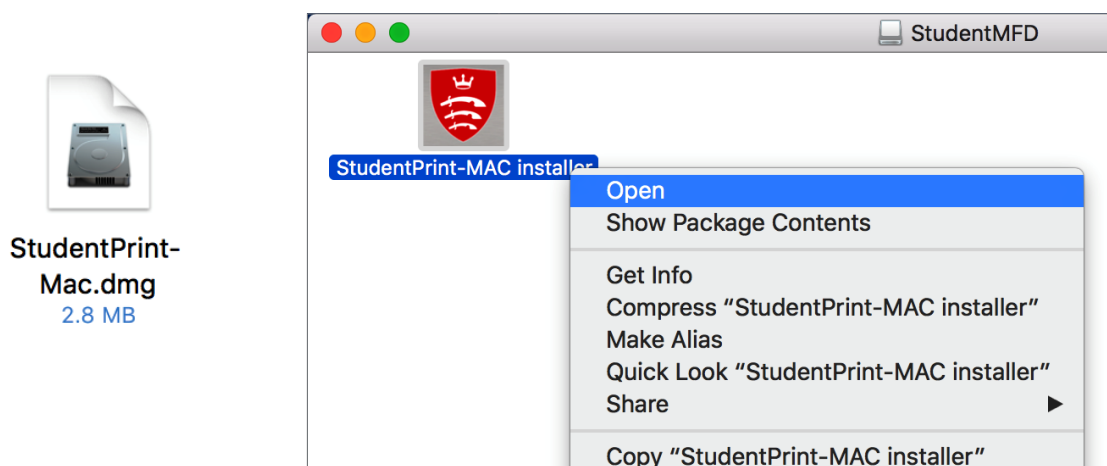 StudentMFD
StudentPrint-
Mac.dmg
2.8 MB
StudentPrint-MAC installer
Open
Show Package Contents
Get Info
Compress “StudentPrint-MAC installer”
Make Alias
Quick Look “StudentPrint-MAC installer”
Share
Copy “StudentPrint-MAC installer”